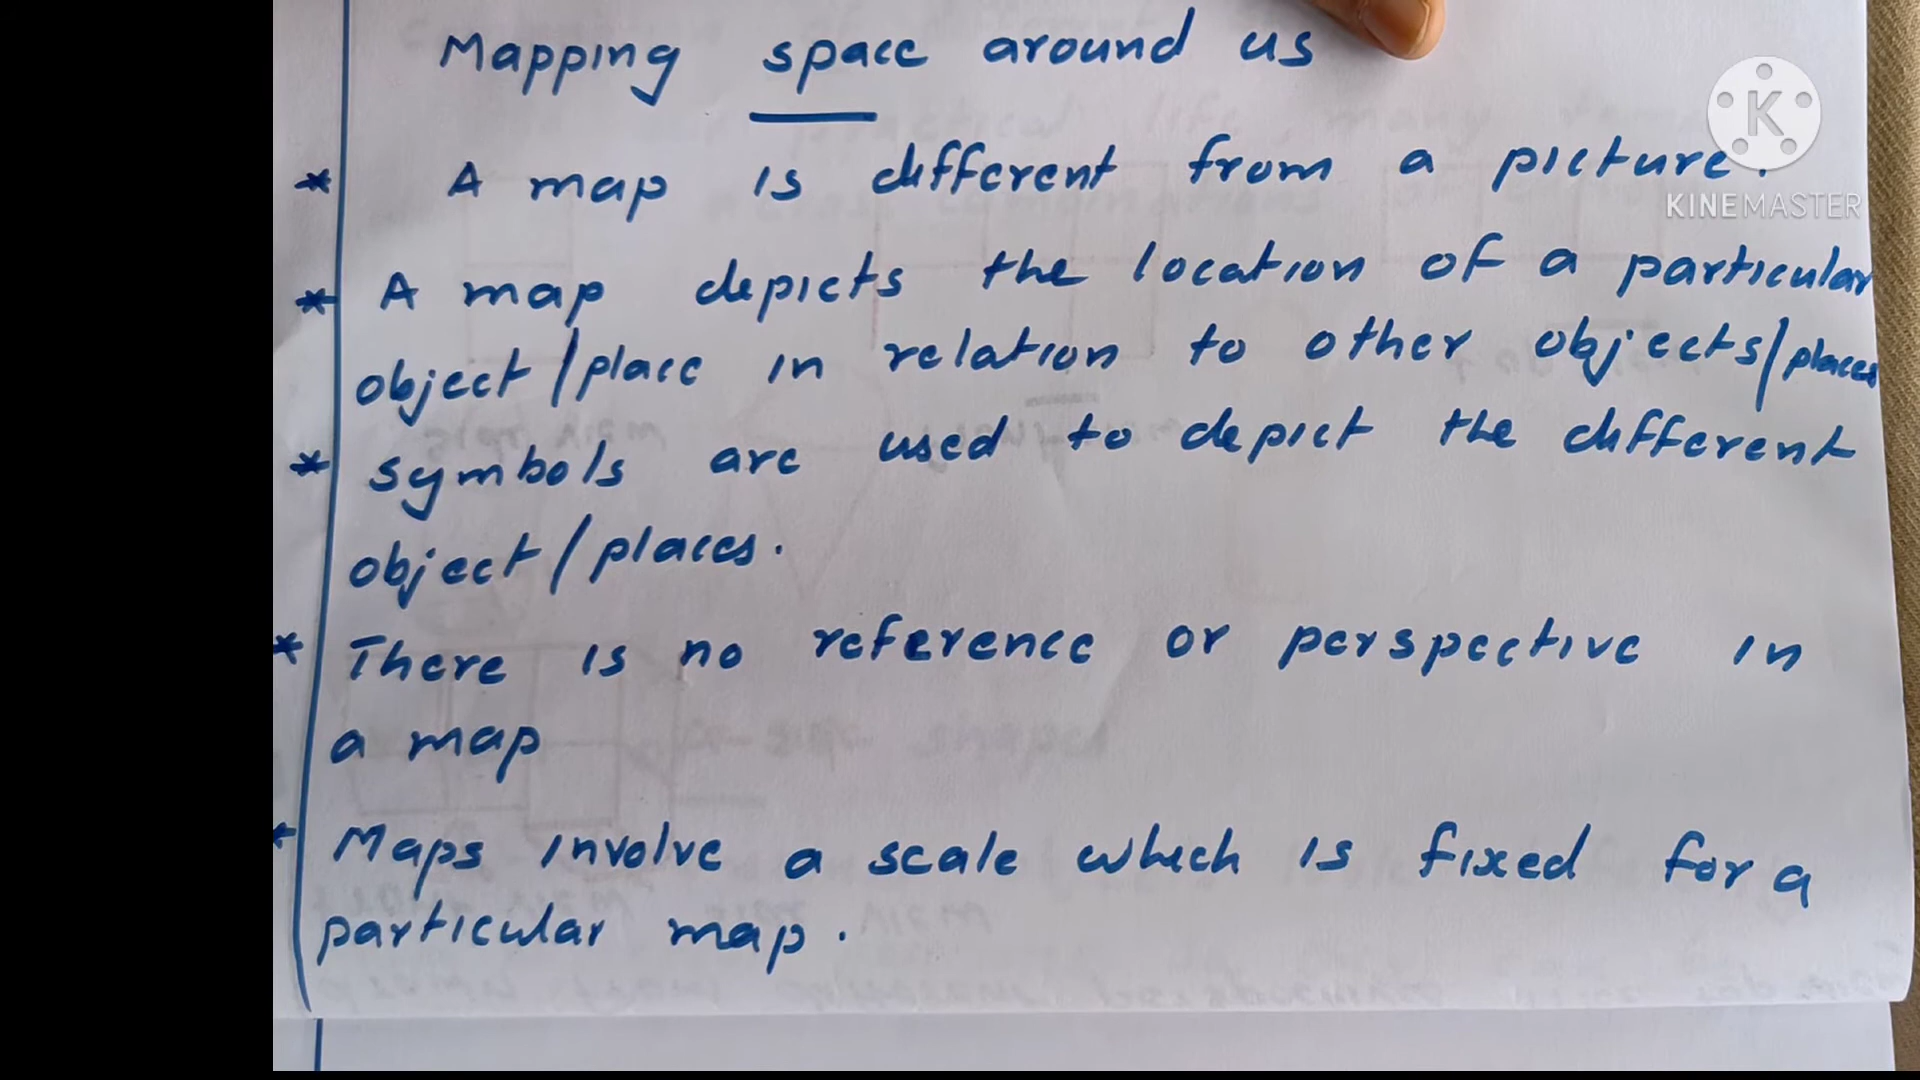 Mapping space around us
* A map is different from a picture.
* A map depicts the location of a particular
object/place in relation to other objects/places
* symbols are used to depict the different
object/places.
* There is no reference or perspective in
a map
* Maps involve a scale which is fixed for a
particular map.
K
KINEMASTER